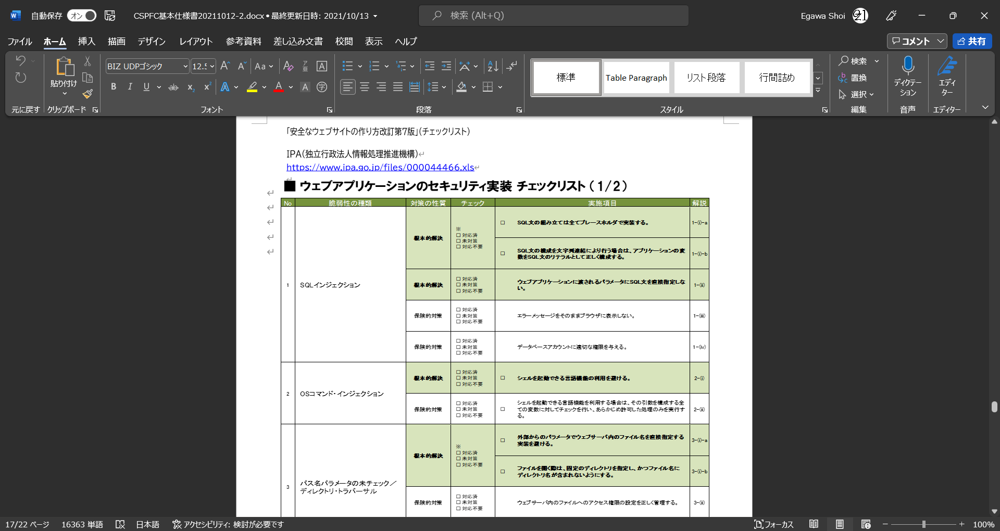 自動保存 オン CSPFC基本仕様書20211012-2.docx • 最終更新日時: 2021/10/13 検索 (Alt+Q) Egawa Shoi
ファイル ホーム 挿入 描画 デザイン レイアウト 参考資料 差し込み文書 校閲 表示 ヘルプ コメント 共有
貼り付け
BIZ UDPゴシック 12.5 Aa
標準 Table Paragraph リスト段落 行間詰め
検索
置換
選択
ディクテーション
エディター
元に戻す クリップボード フォント 段落 スタイル 編集 音声 エディター
「安全なウェブサイトの作り方改訂第7版」(チェックリスト)
IPA(独立行政法人情報処理推進機構)
https://www.ipa.go.jp/files/000044466.xls
■ ウェブアプリケーションのセキュリティ実装 チェックリスト (1/2)
No 脆弱性の種類 対策の性質 チェック 実施項目 解説
1 SQLインジェクション
根本的解決
※
□ 対応済
□ 未対策
□ 対応不要
□ SQL文の組み立ては全てプレースホルダで実装する。 1-(i)-a
□ SQL文の構成を文字列連結により行う場合は、アプリケーションの変
数をSQL文のリテラルとして正しく構成する。 1-(i)-b
根本的解決
□ 対応済
□ 未対策
□ 対応不要
ウェブアプリケーションに渡されるパラメータにSQL文を直接指定しな
い。 1-(ii)
保険的対策
□ 対応済
□ 未対策
□ 対応不要
エラーメッセージをそのままブラウザに表示しない。 1-(iii)
保険的対策
□ 対応済
□ 未対策
□ 対応不要
データベースアカウントに適切な権限を与える。 1-(iv)
2 OSコマンド・インジェクション
根本的解決
□ 対応済
□ 未対策
□ 対応不要
□ シェルを起動できる言語機能の利用を避ける。 2-(i)
保険的対策
□ 対応済
□ 未対策
□ 対応不要
□ シェルを起動できる言語機能を利用する場合は、その引数を構成する全
ての変数に対してチェックを行い、あらかじめ許可した処理のみを実行す
る。 2-(ii)
3 パス名パラメータの未チェック／
ディレクトリ・トラバーサル
根本的解決
※
□ 対応済
□ 未対策
□ 対応不要
□ 外部からのパラメータでウェブサーバ内のファイル名を直接指定する
実装を避ける。 3-(i)-a
□ ファイルを開く際は、固定のディレクトリを指定し、かつファイル名に
ディレクトリ名が含まれないようにする。 3-(i)-b
保険的対策
□ 対応済
□ 未対策
□ 対応不要
ウェブサーバ内のファイルへのアクセス権限の設定を正しく管理する。 3-(ii)
17/22 ページ 16363 単語 日本語 アクセシビリティ: 検討が必要です フォーカス 100%